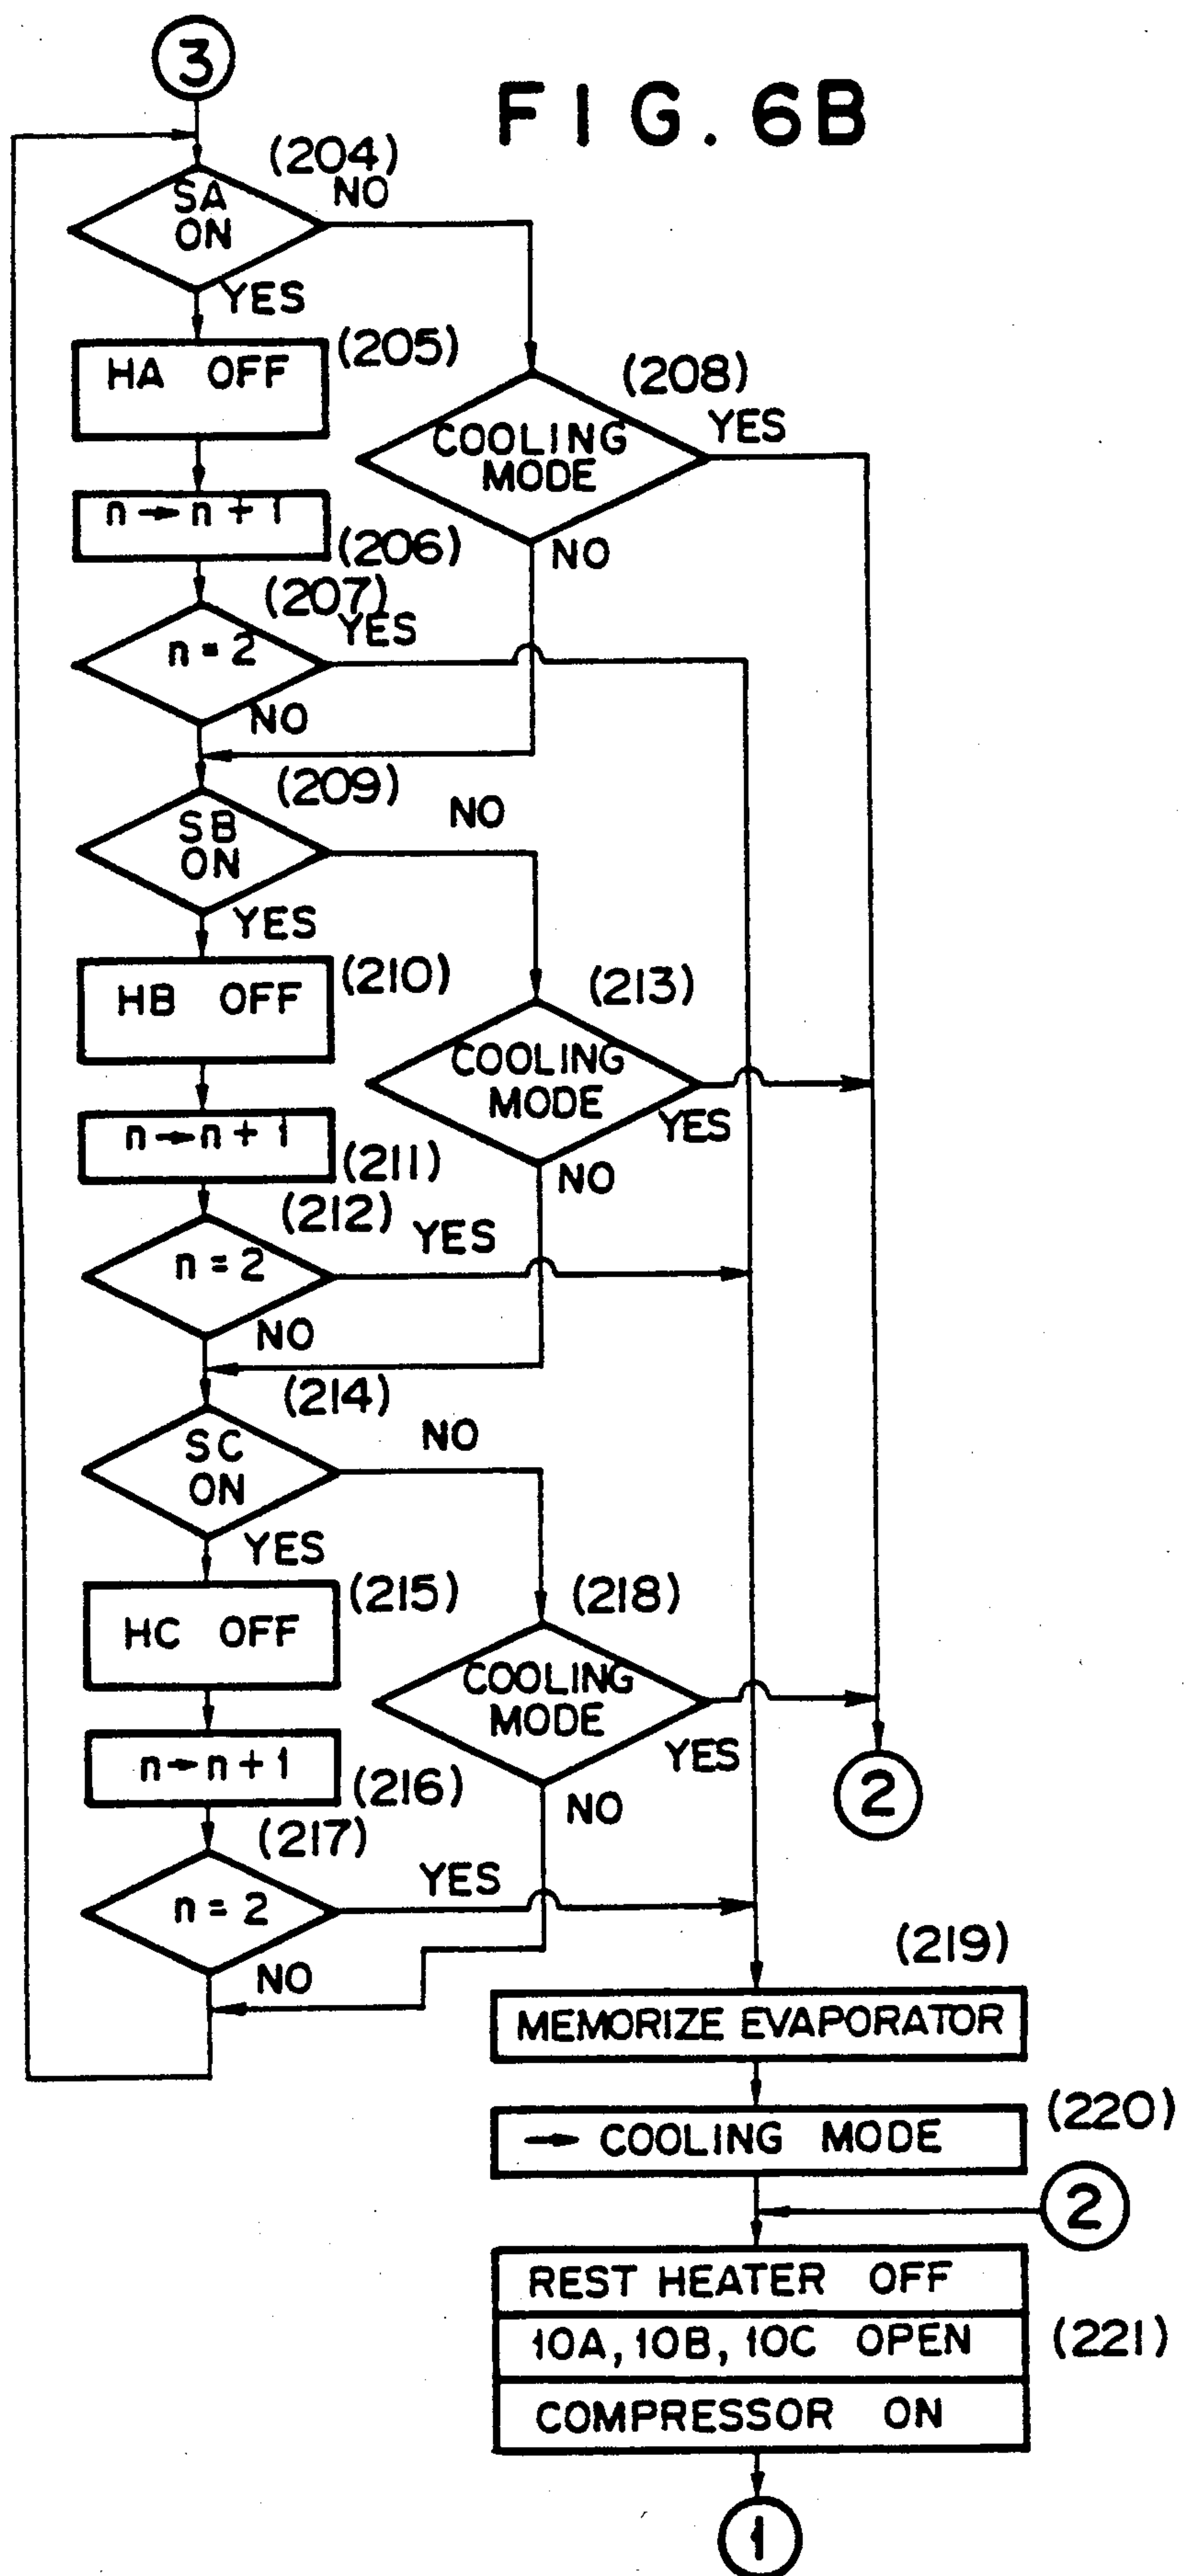 3
FIG. 6B
(204)
SA
ON
NO
YES
HA OFF
(205)
(208)
COOLING
MODE
YES
NO
n → n + 1
(206)
(207)
n = 2
YES
NO
(209)
SB
ON
NO
YES
HB OFF
(210)
(213)
COOLING
MODE
YES
NO
n → n + 1
(211)
(212)
n = 2
YES
NO
(214)
SC
ON
NO
YES
HC OFF
(215)
(218)
COOLING
MODE
YES
NO
2
n → n + 1
(216)
(217)
n = 2
YES
NO
(219)
MEMORIZE EVAPORATOR
→ COOLING MODE
(220)
2
REST HEATER OFF
10A, 10B, 10C OPEN
(221)
COMPRESSOR ON
1